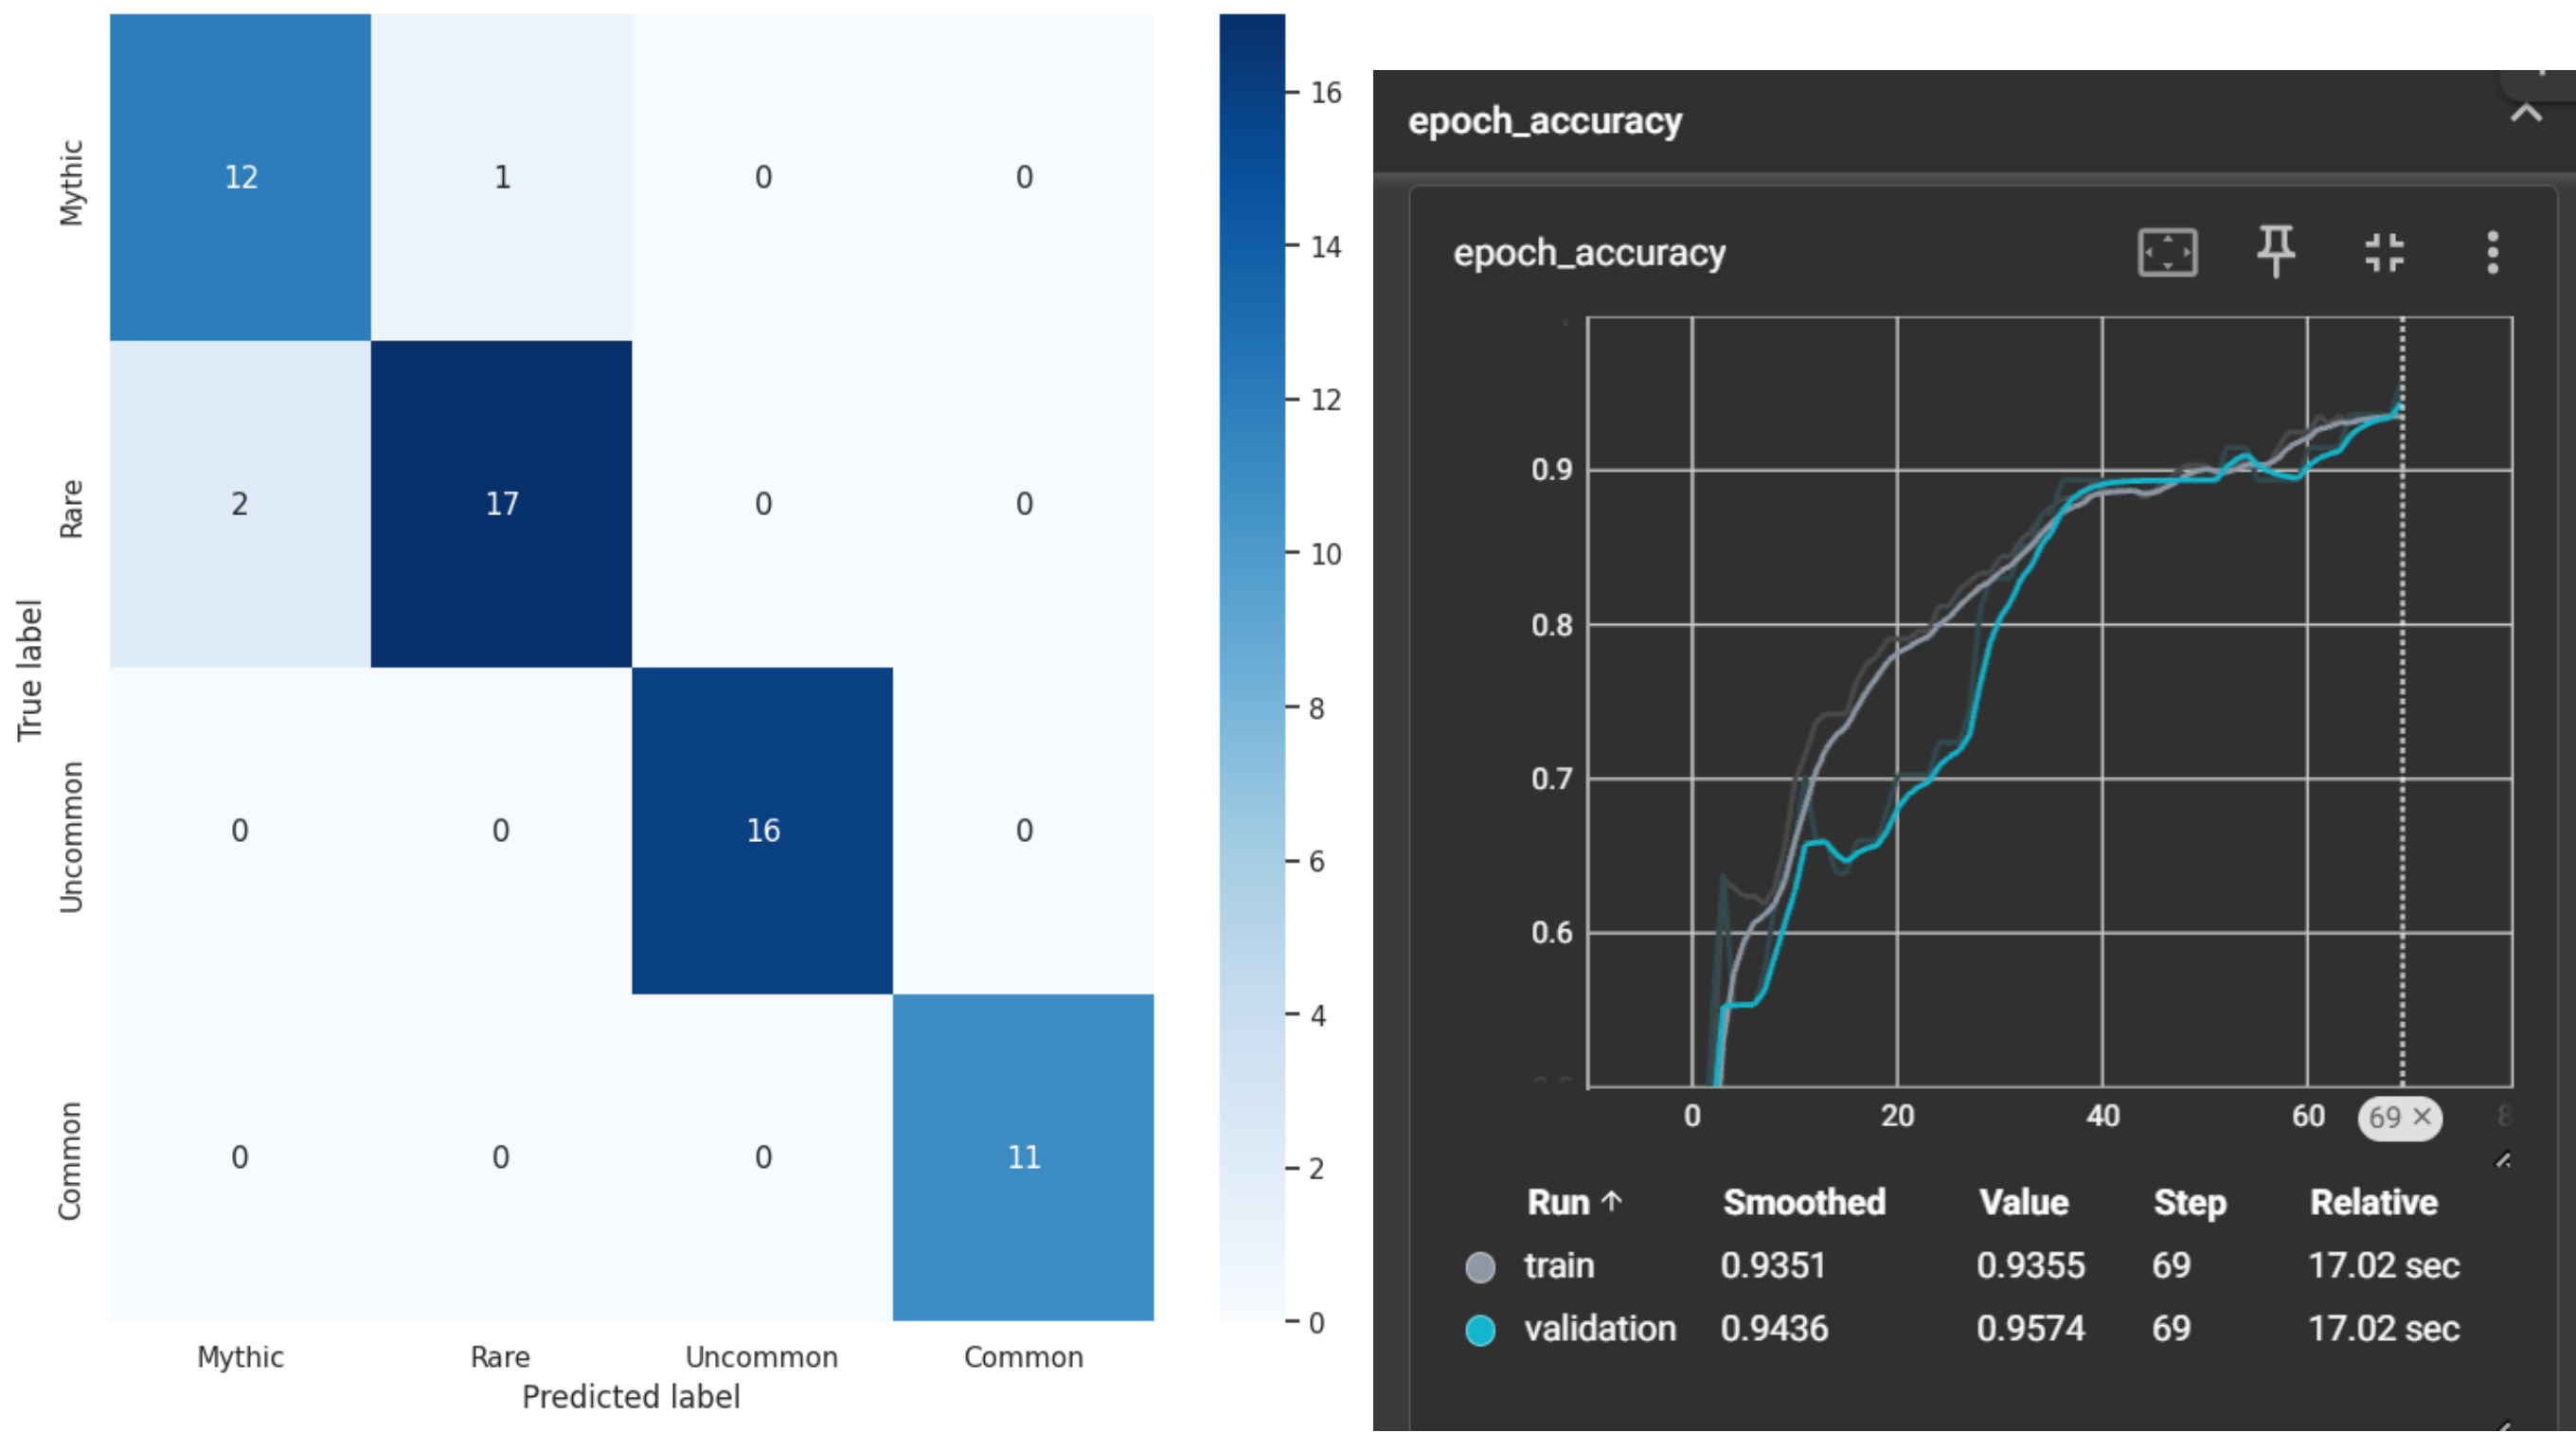 Mythic
Rare
Uncommon
Common
True label
12 1 0 0
2 17 0 0
0 0 16 0
0 0 0 11
Mythic Rare Uncommon Common
Predicted label
16
14
12
10
8
6
4
2
0
epoch_accuracy
epoch_accuracy
0.9
0.8
0.7
0.6
0 20 40 60 69 × 8
Run ↑ Smoothed Value Step Relative
train 0.9351 0.9355 69 17.02 sec
validation 0.9436 0.9574 69 17.02 sec